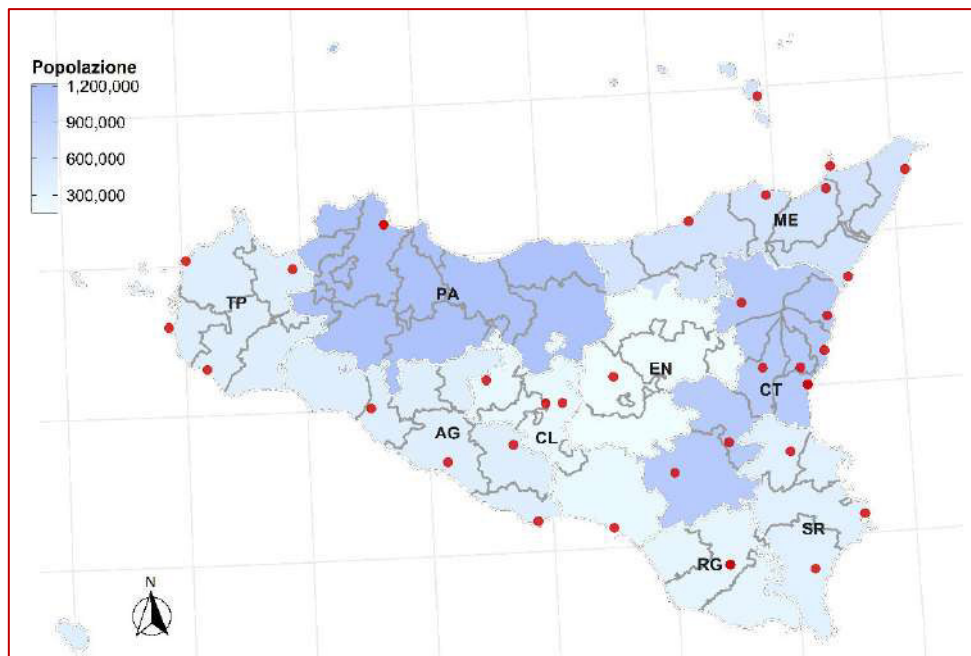 Popolazione
1,200,000
900,000
600,000
300,000
ME
PA
TP
EN
CT
AG
CL
SR
RG
N